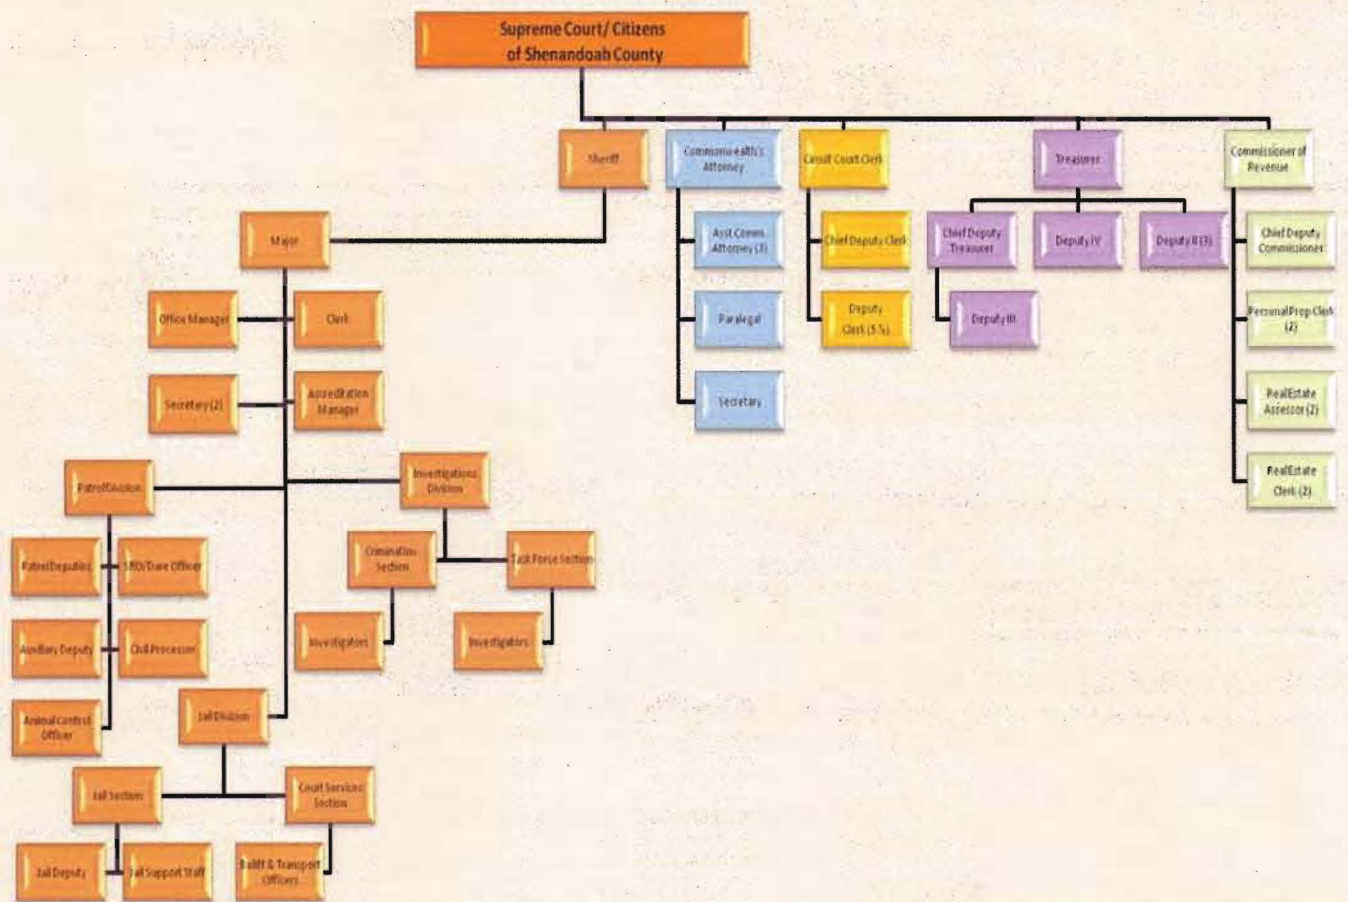 Supreme Court/ Citizens
of Shenandoah County
Sheriff
Commonwealth's
Attorney
Circuit Court Clerk
Treasurer
Commissioner of
Revenue
Major
Asst Comm.
Attorney (3)
Chief Deputy Clerk
Chief Deputy
Treasurer
Deputy IV
Deputy II (3)
Chief Deputy
Commissioner
Office Manager
Clerk
Paralegal
Deputy
Clerk (5 ½)
Deputy III
Personal Prop Clerk
(2)
Secretary (2)
Accreditation
Manager
Secretary
Real Estate
Assessor (2)
Patrol Division
Investigations
Division
Real Estate
Clerk (2)
Patrol Deputies
SRO/Dare Officer
Criminal Inv.
Section
Task Force Section
Auxiliary Deputy
Civil Processor
Investigators
Investigators
Animal Control
Officer
Jail Division
Jail Section
Court Services
Section
Jail Deputy
Jail Support Staff
Bailiff & Transport
Officers